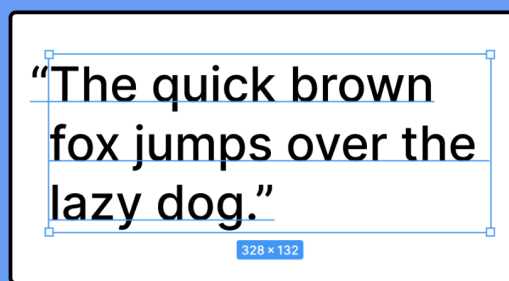 “The quick brown
fox jumps over the
lazy dog.”
328 × 132